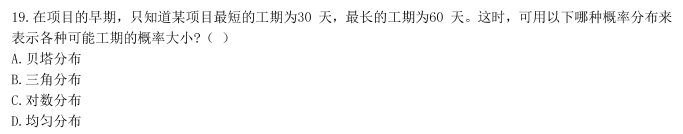 19.在项目的早期，只知道某项目最短的工期为30 天，最长的工期为60 天。这时，可用以下哪种概率分布来
表示各种可能工期的概率大小?（ ）
A.贝塔分布
B.三角分布
C.对数分布
D.均匀分布